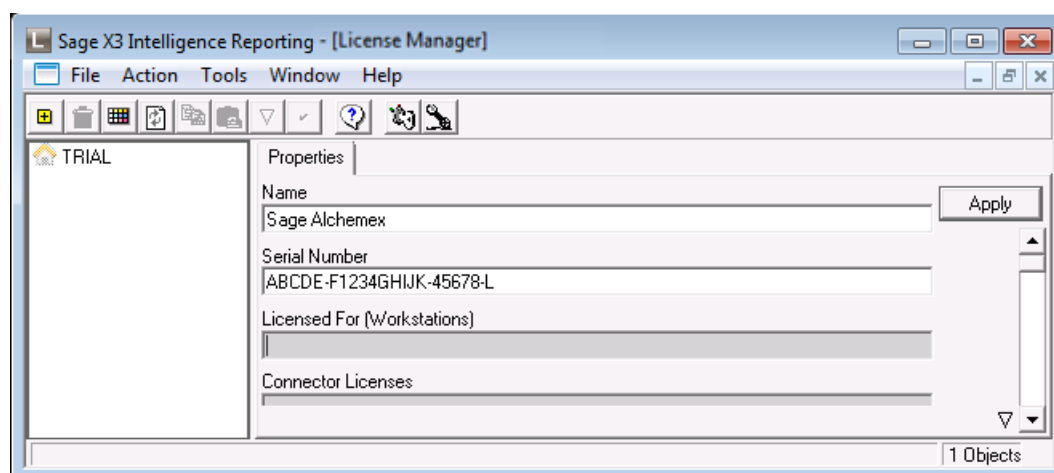 L Sage X3 Intelligence Reporting - [License Manager]
File Action Tools Window Help
TRIAL
Properties
Name
Apply
Sage Alchemex
Serial Number
ABCDE-F1234GHIJK-45678-L
Licensed For (Workstations)
Connector Licenses
1 Objects